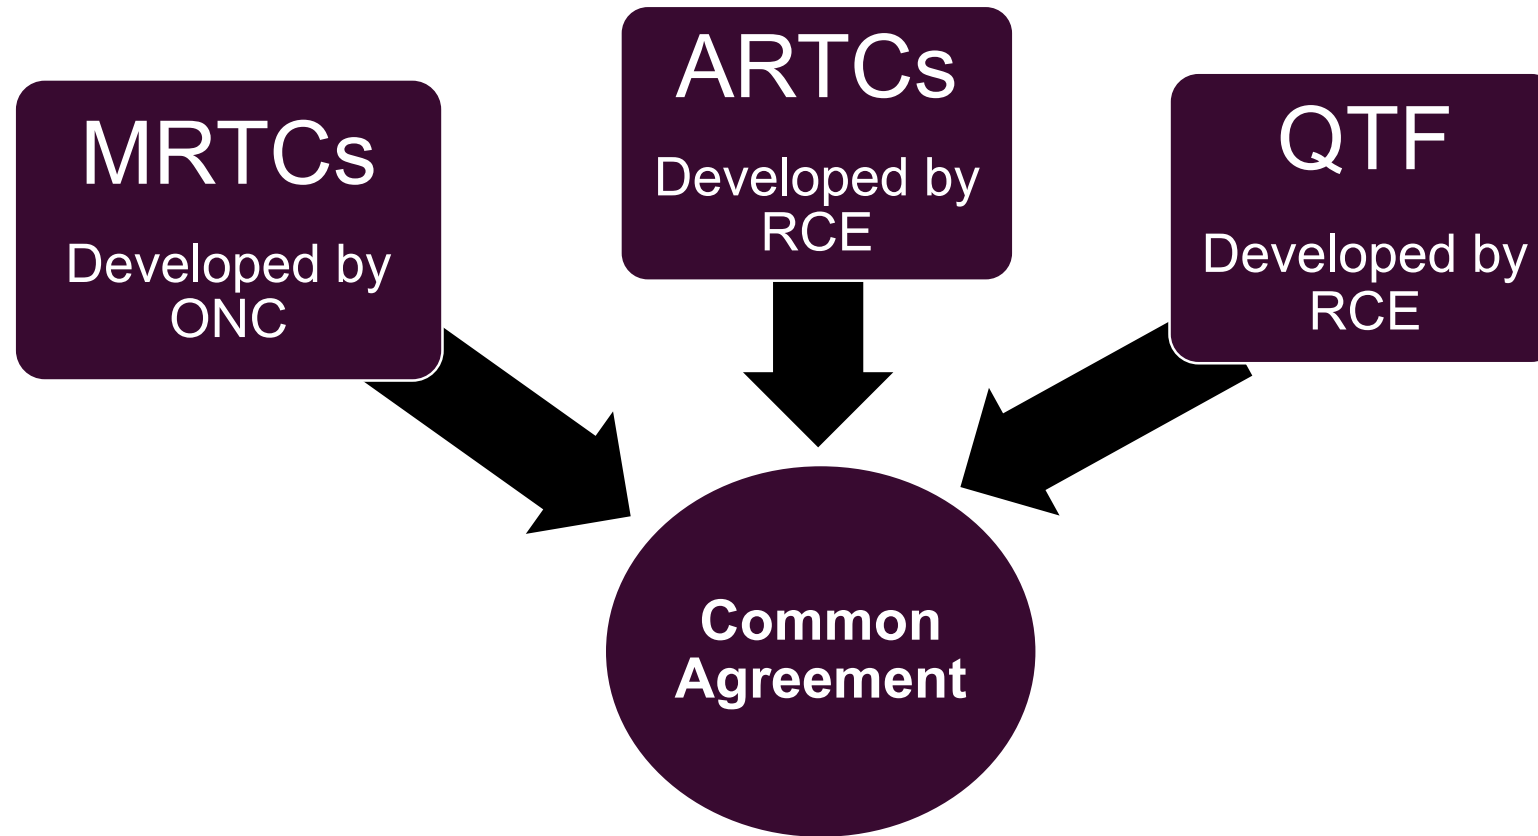 MRTCs
Developed by
ONC
ARTCs
Developed by
RCE
QTF
Developed by
RCE
Common
Agreement